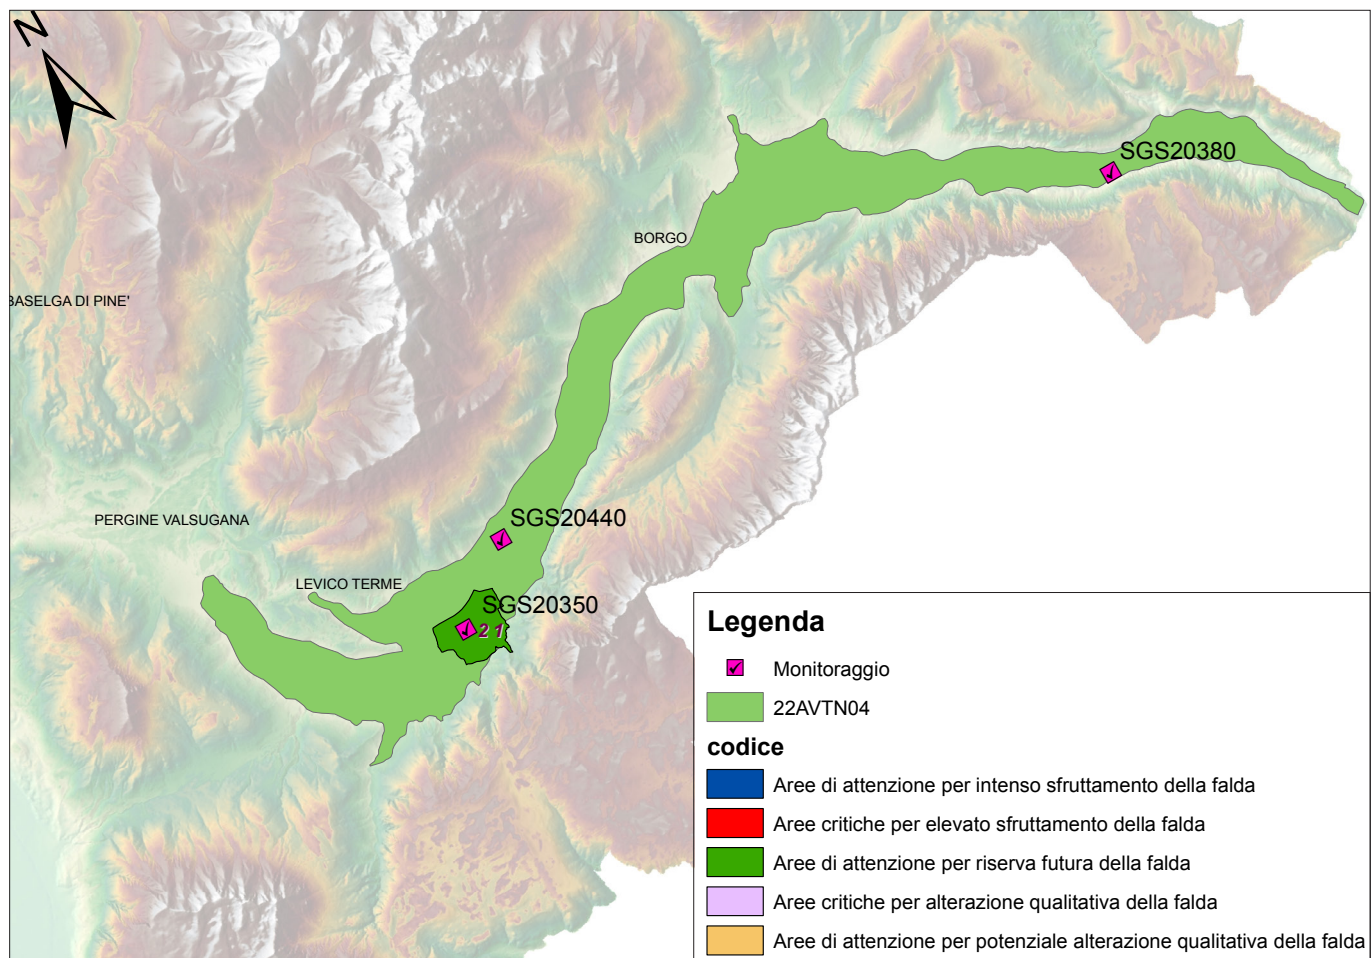 N
SGS20380
BORGO
BASELGA DI PINE'
SGS20440
PERGINE VALSUGANA
LEVICO TERME
SGS20350
2 1
Legenda
Monitoraggio
22AVTN04
codice
Aree di attenzione per intenso sfruttamento della falda
Aree critiche per elevato sfruttamento della falda
Aree di attenzione per riserva futura della falda
Aree critiche per alterazione qualitativa della falda
Aree di attenzione per potenziale alterazione qualitativa della falda